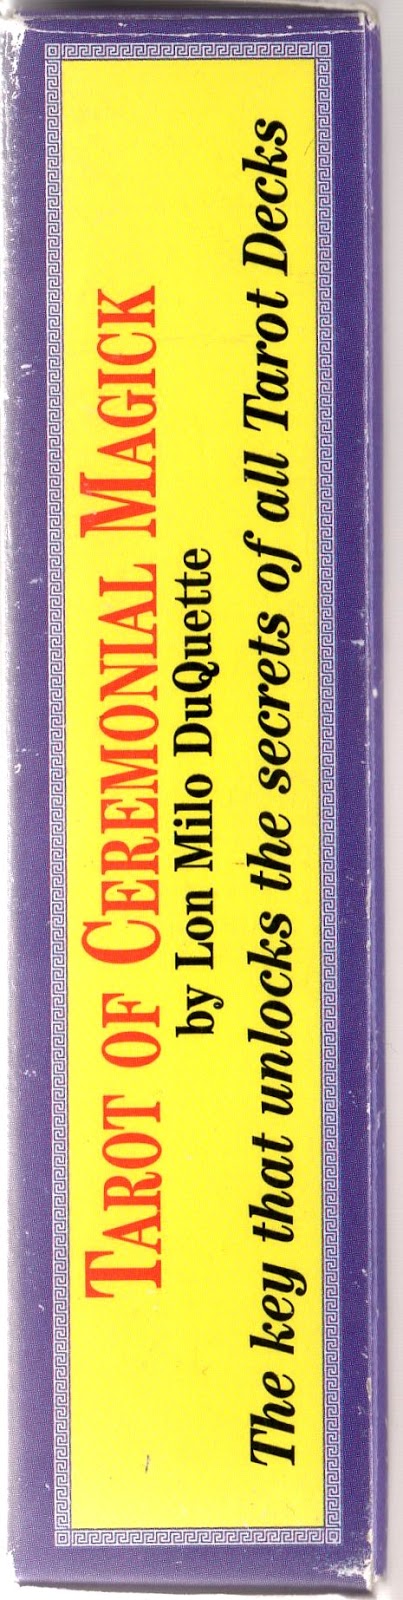 TAROT OF CEREMONIAL MAGICK
by Lon Milo DuQuette
The key that unlocks the secrets of all Tarot Decks